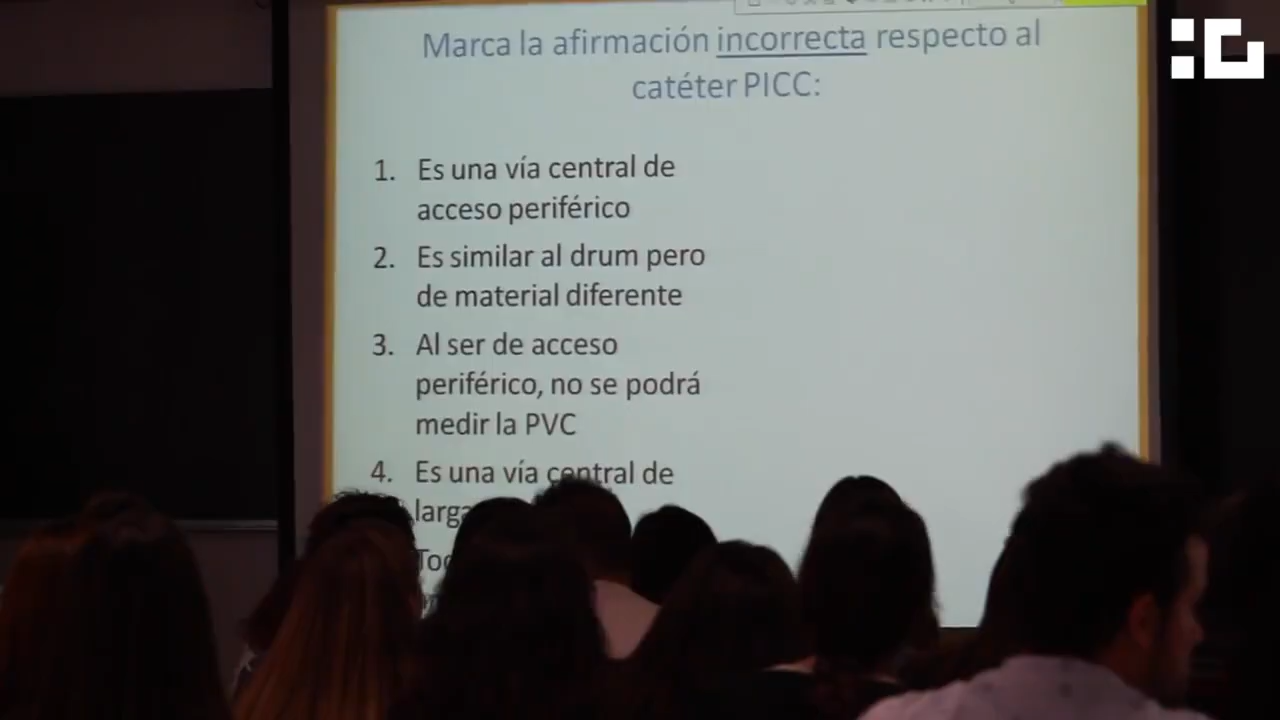 Marca la afirmación incorrecta respecto al
catéter PICC:
1. Es una vía central de
acceso periférico
2. Es similar al drum pero
de material diferente
3. Al ser de acceso
periférico, no se podrá
medir la PVC
4. Es una vía central de